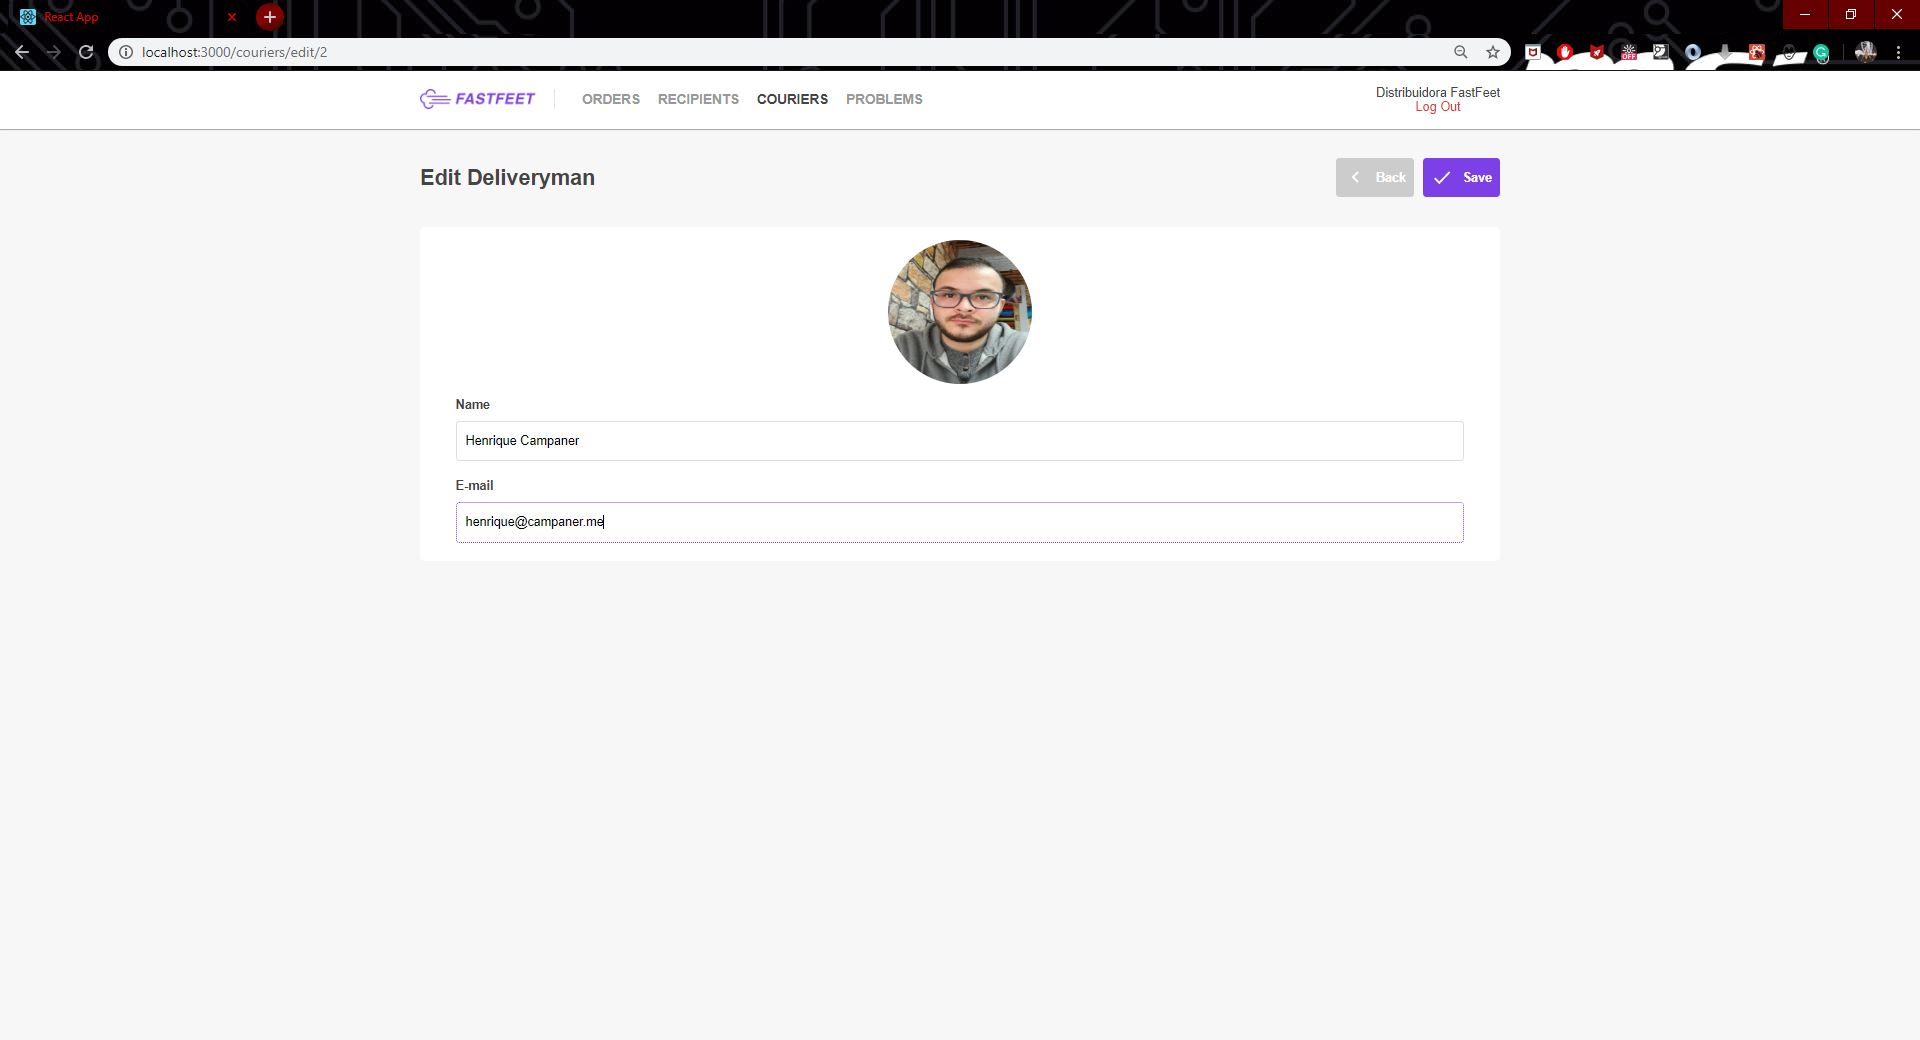 React App
localhost:3000/couriers/edit/2
OFF
FASTFEET
ORDERS RECIPIENTS COURIERS PROBLEMS
Distribuidora FastFeet
Log Out
Edit Deliveryman
Back
Save
Name
Henrique Campaner
E-mail
henrique@campaner.me